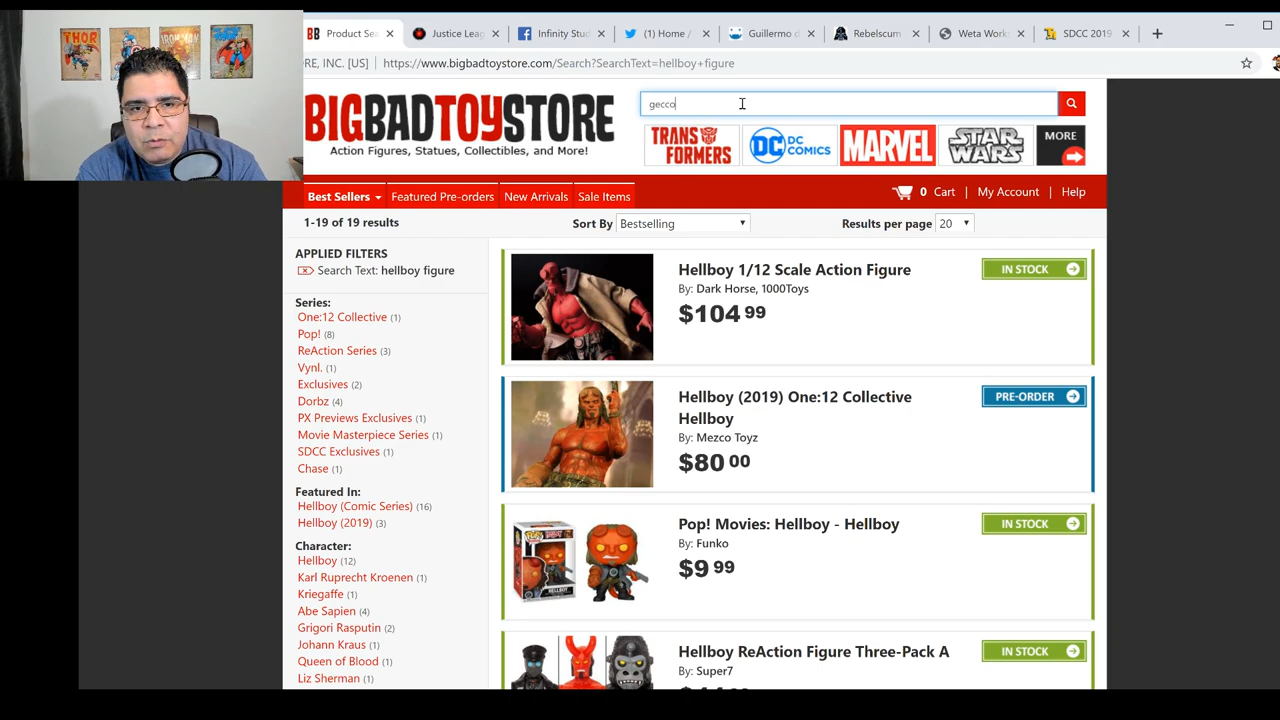 THOR
IRON MAN
THOR
Product Sea
Justice Leag
Infinity Stud
(1) Home /
Guillermo d
Rebelscum
Weta Work
SDCC 2019
RE, INC. [US] | https://www.bigbadtoystore.com/Search?SearchText=hellboy+figure
BIGBADTOYSTORE
Action Figures, Statues, Collectibles, and More!
gecco
TRANSFORMERS
DC COMICS
MARVEL
STAR WARS
MORE
Best Sellers
Featured Pre-orders
New Arrivals
Sale Items
0 Cart | My Account | Help
1-19 of 19 results
Sort By Bestselling
Results per page 20
APPLIED FILTERS
Search Text: hellboy figure
Series:
One:12 Collective (1)
Pop! (8)
ReAction Series (3)
Vynl. (1)
Exclusives (2)
Dorbz (4)
PX Previews Exclusives (1)
Movie Masterpiece Series (1)
SDCC Exclusives (1)
Chase (1)
Featured In:
Hellboy (Comic Series) (16)
Hellboy (2019) (3)
Character:
Hellboy (12)
Karl Ruprecht Kroenen (1)
Kriegaffe (1)
Abe Sapien (4)
Grigori Rasputin (2)
Johann Kraus (1)
Queen of Blood (1)
Liz Sherman (1)
Hellboy 1/12 Scale Action Figure
By: Dark Horse, 1000Toys
$104 99
IN STOCK
Hellboy (2019) One:12 Collective
Hellboy
By: Mezco Toyz
$80 00
PRE-ORDER
Pop! Movies: Hellboy - Hellboy
By: Funko
$9 99
IN STOCK
Hellboy ReAction Figure Three-Pack A
By: Super7
IN STOCK